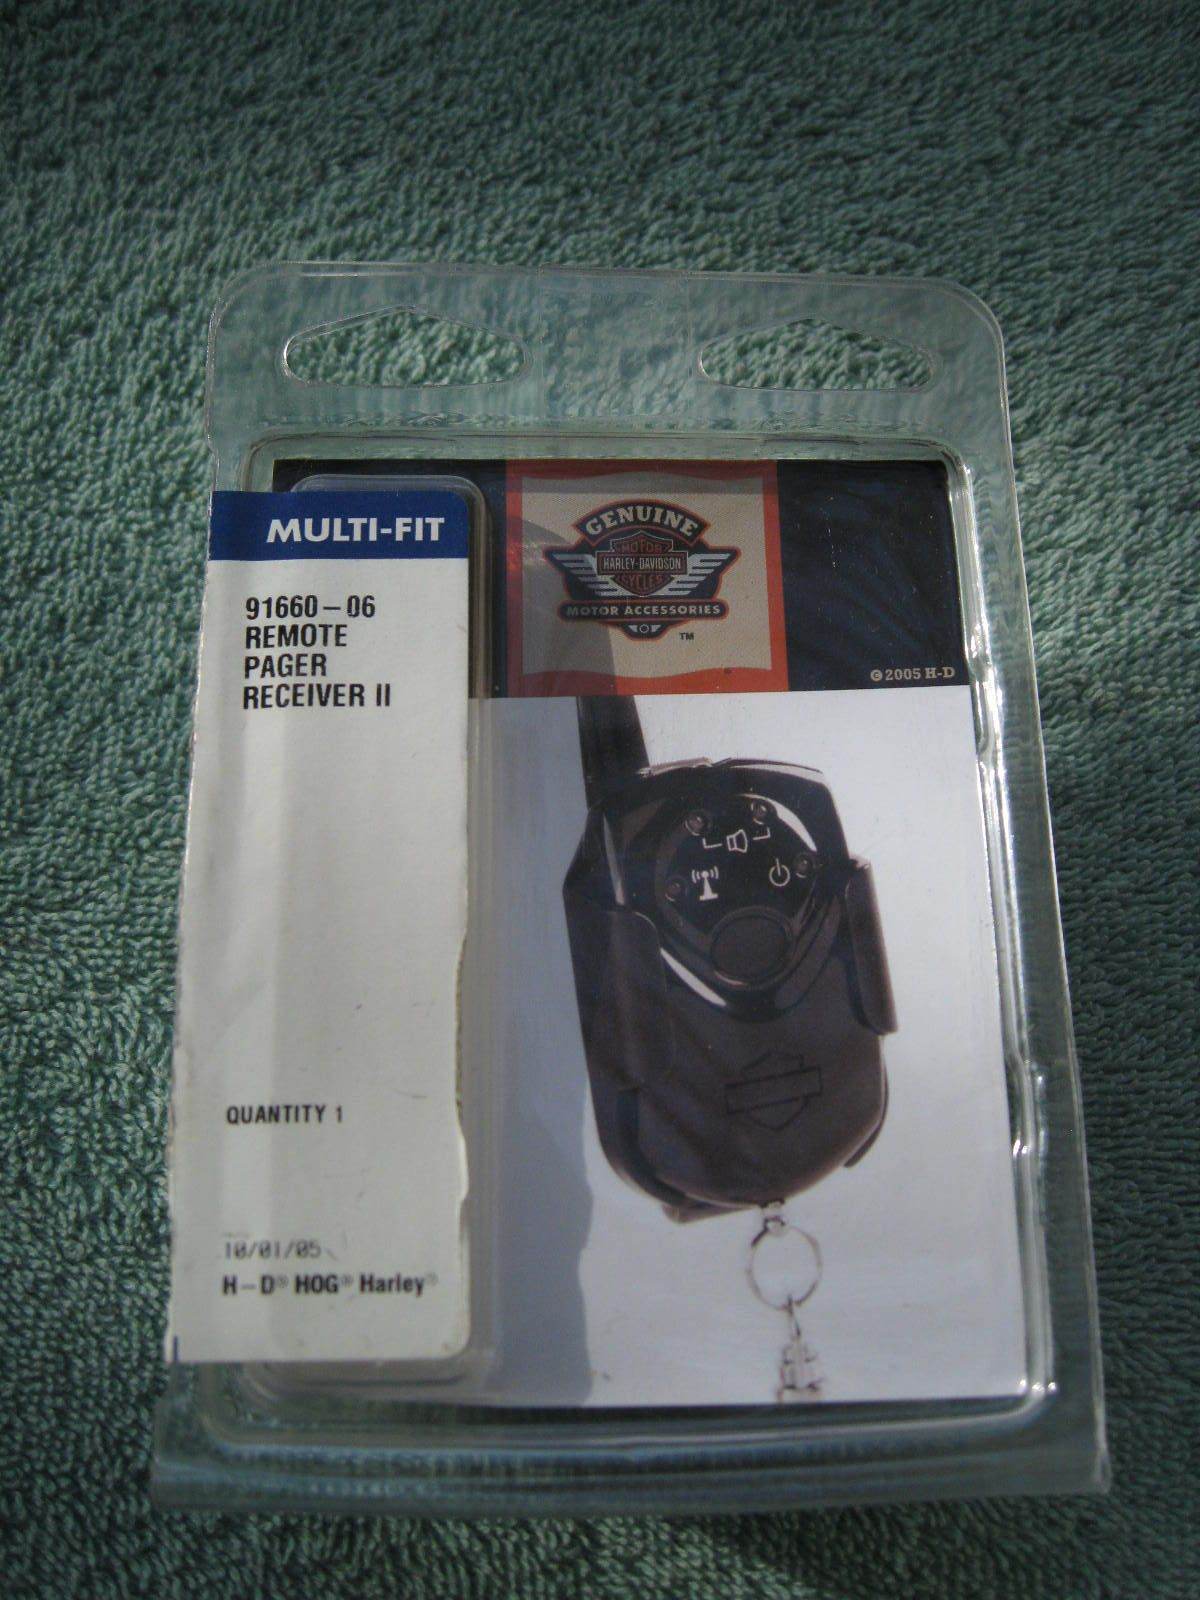 MULTI-FIT
91660-06
REMOTE
PAGER
RECEIVER II
QUANTITY 1
10/01/05
H-D® HOG® Harley®
GENUINE
MOTOR
HARLEY-DAVIDSON
CYCLES
MOTOR ACCESSORIES
TM
© 2005 H-D